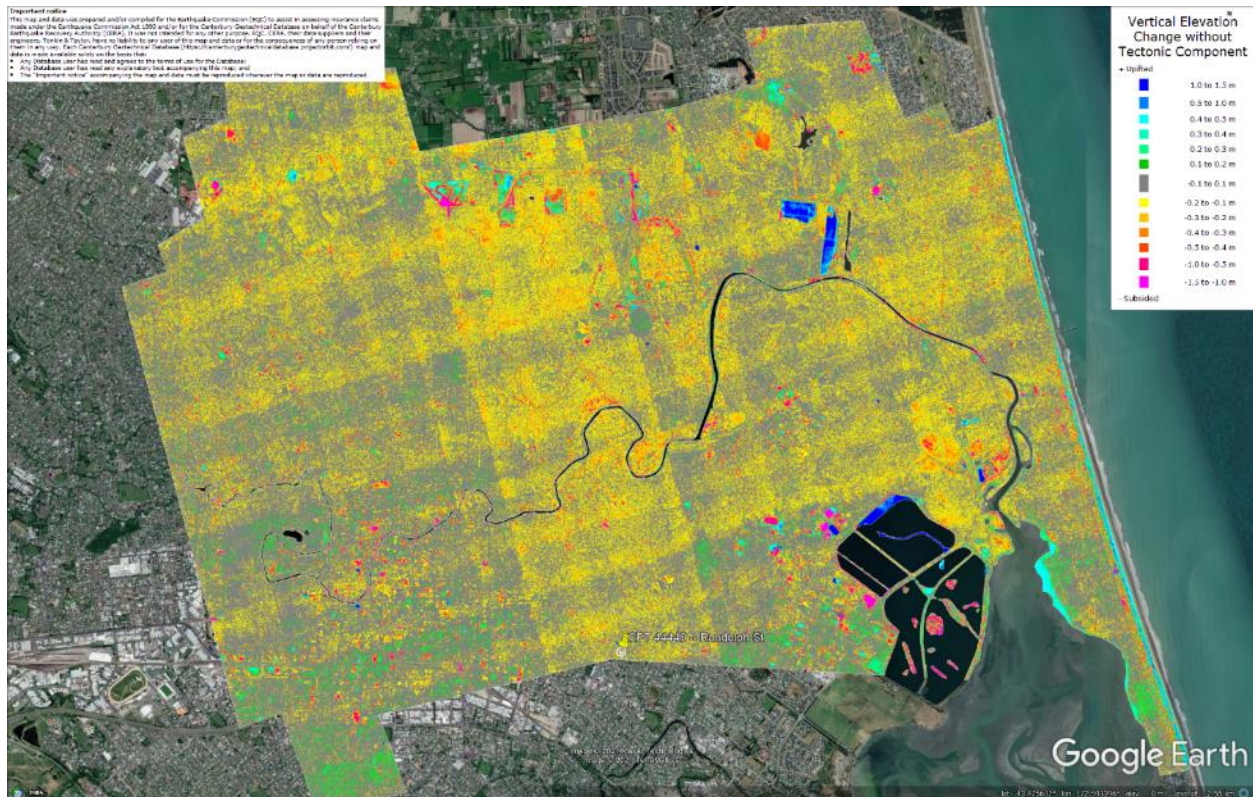 Important notice
This map and data was prepared and/or compiled for the Earthquake Commission (EQC) to assist in assessing insurance claims
made under the Earthquake Commission Act 1993 and/or for the Canterbury Geotechnical Database on behalf of the Canterbury
Earthquake Recovery Authority (CERA). It was not intended for any other purpose. EQC, CERA, their data suppliers and their
engineers, Tonkin & Taylor, have no liability to any user of this map and data or for the consequences of any person relying on
them in any way. Each Canterbury Geotechnical Database (https://canterburygeotechnicaldatabase.projectorbit.com/) map and
data is made available solely on the basis that:
• Any Database user has read and agreed to the terms of use for the Database;
• Any Database user has read any explanatory text accompanying this map; and
• The "Important notice" accompanying the map and data must be reproduced wherever the map or data are reproduced.
Vertical Elevation
Change without
Tectonic Component
+ Uplifted
1.0 to 1.5 m
0.5 to 1.0 m
0.4 to 0.5 m
0.3 to 0.4 m
0.2 to 0.3 m
0.1 to 0.2 m
-0.1 to 0.1 m
-0.2 to -0.1 m
-0.3 to -0.2 m
-0.4 to -0.3 m
-0.5 to -0.4 m
-1.0 to -0.5 m
-1.5 to -1.0 m
- Subsided
CPT 44440 - Randolph St
Google Earth